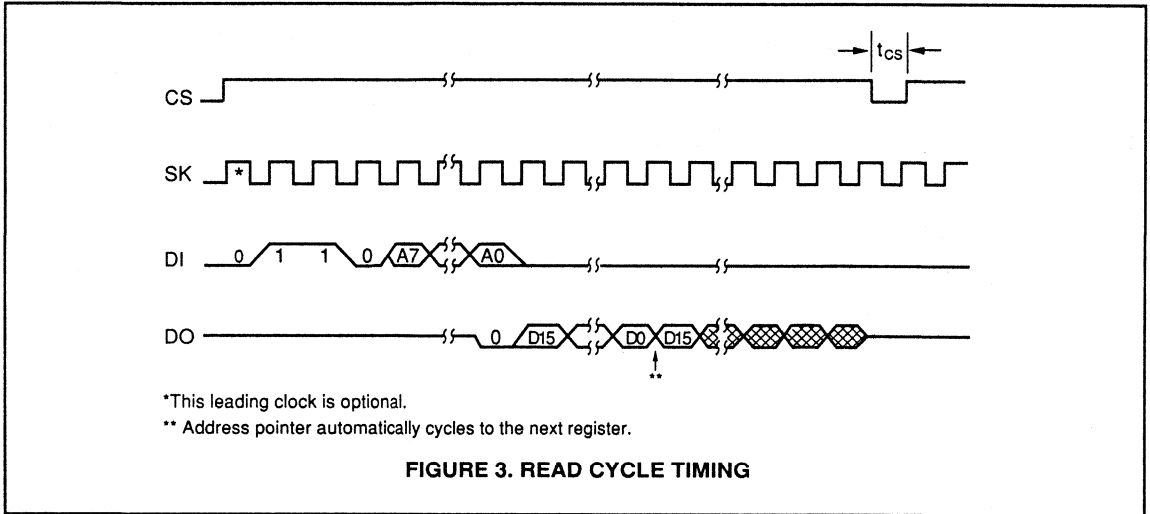 tCS
CS
SK *
DI 0 1 1 0 A7 A0
DO 0 D15 D0 D15
**
*This leading clock is optional.
** Address pointer automatically cycles to the next register.
FIGURE 3. READ CYCLE TIMING